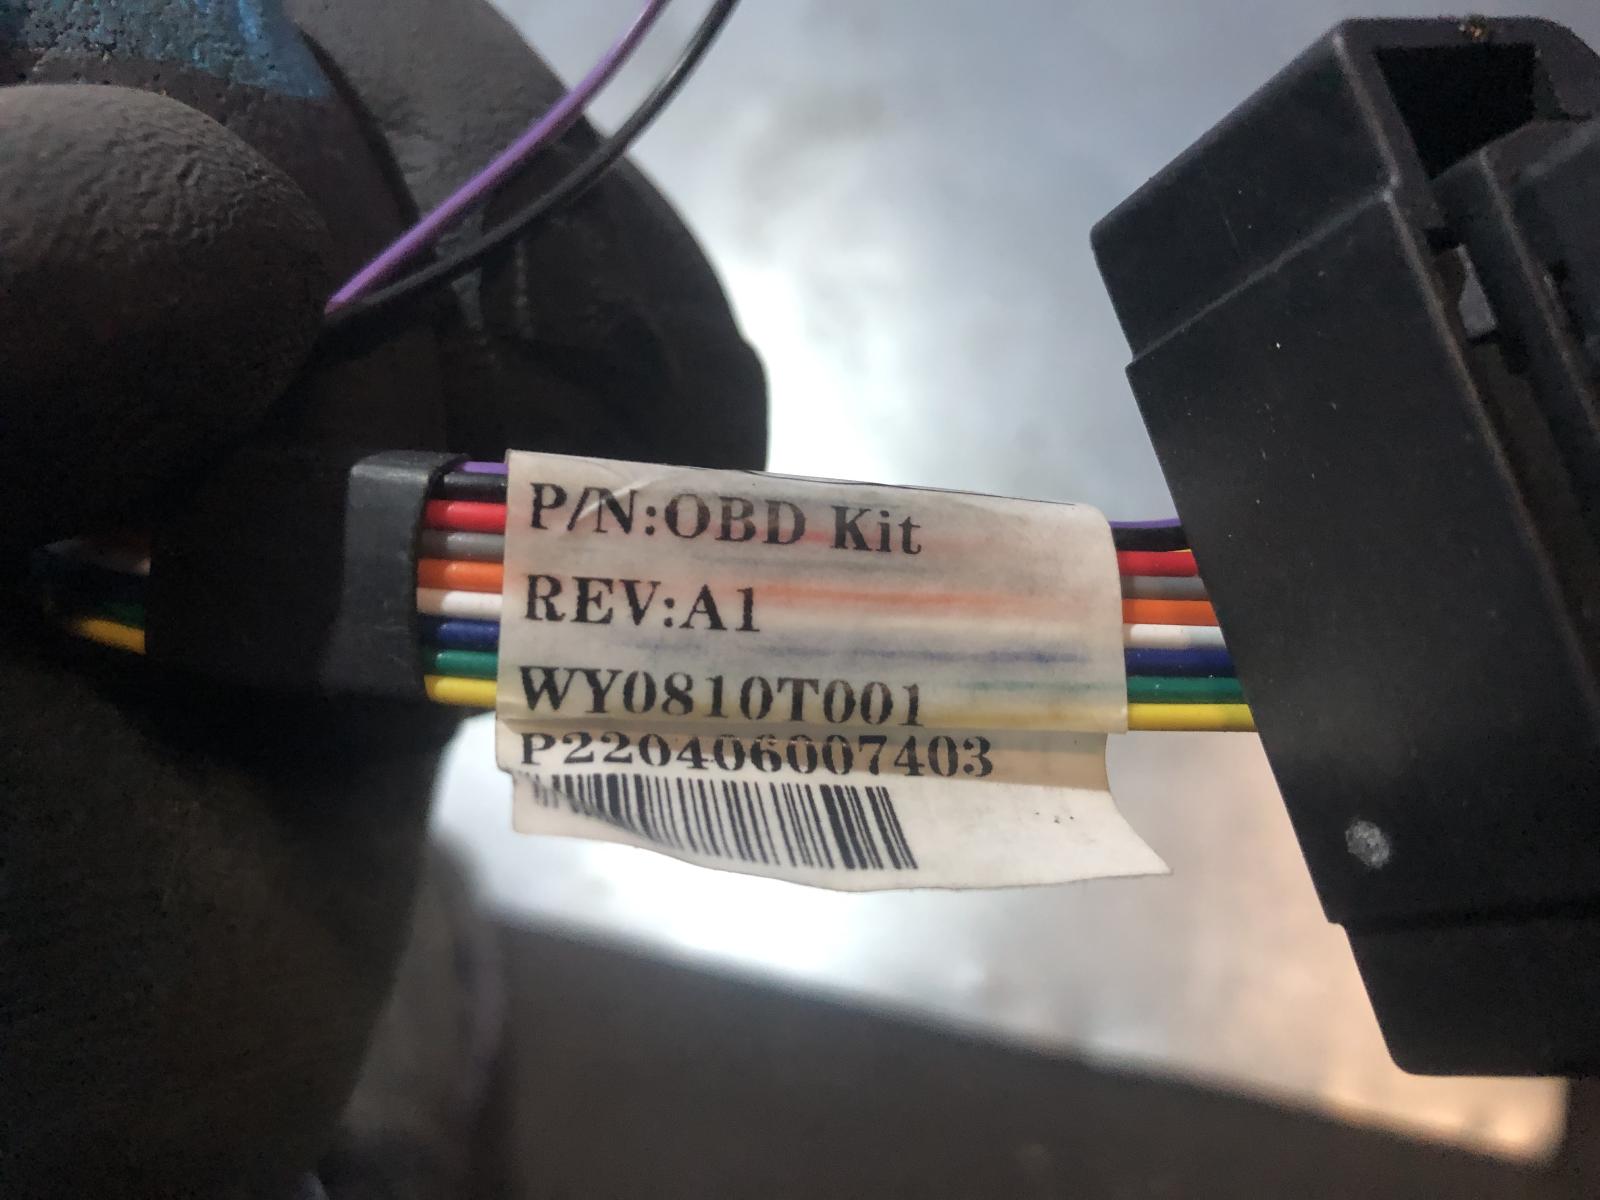 P/N:OBD Kit
REV:A1
WY0810T001
P220406007403